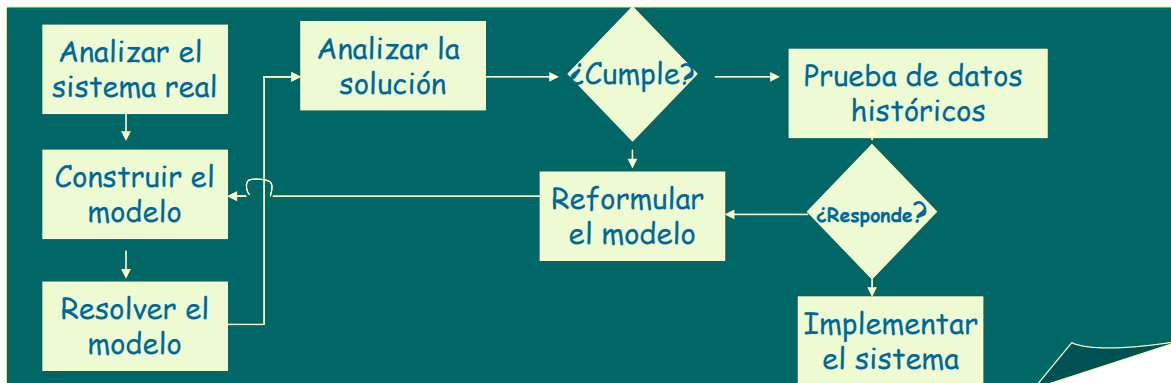 Analizar el
sistema real
Construir el
modelo
Resolver el
modelo
Analizar la
solución
¿Cumple?
Prueba de datos
históricos
Reformular
el modelo
¿Responde?
Implementar
el sistema